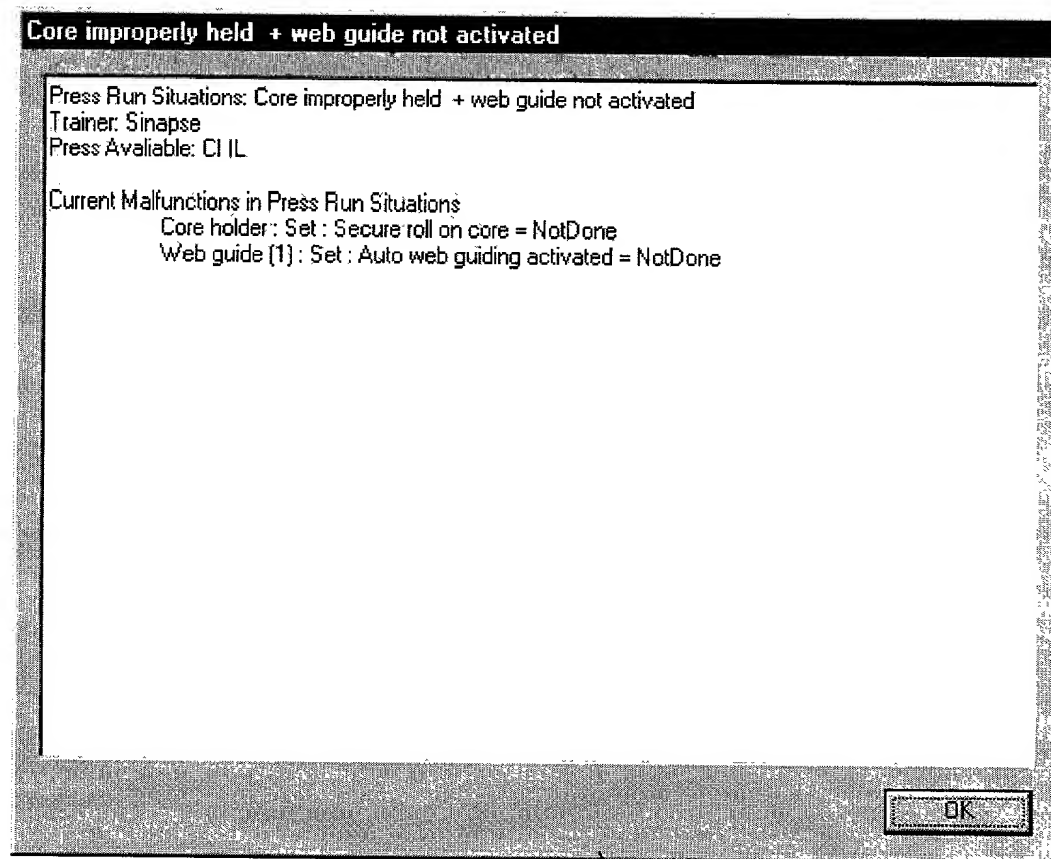 Core improperly held + web guide not activated
Press Run Situations: Core improperly held + web guide not activated
Trainer: Sinapse
Press Avaliable: CI IL
Current Malfunctions in Press Run Situations
Core holder : Set : Secure roll on core = NotDone
Web guide (1) : Set : Auto web guiding activated = NotDone
OK